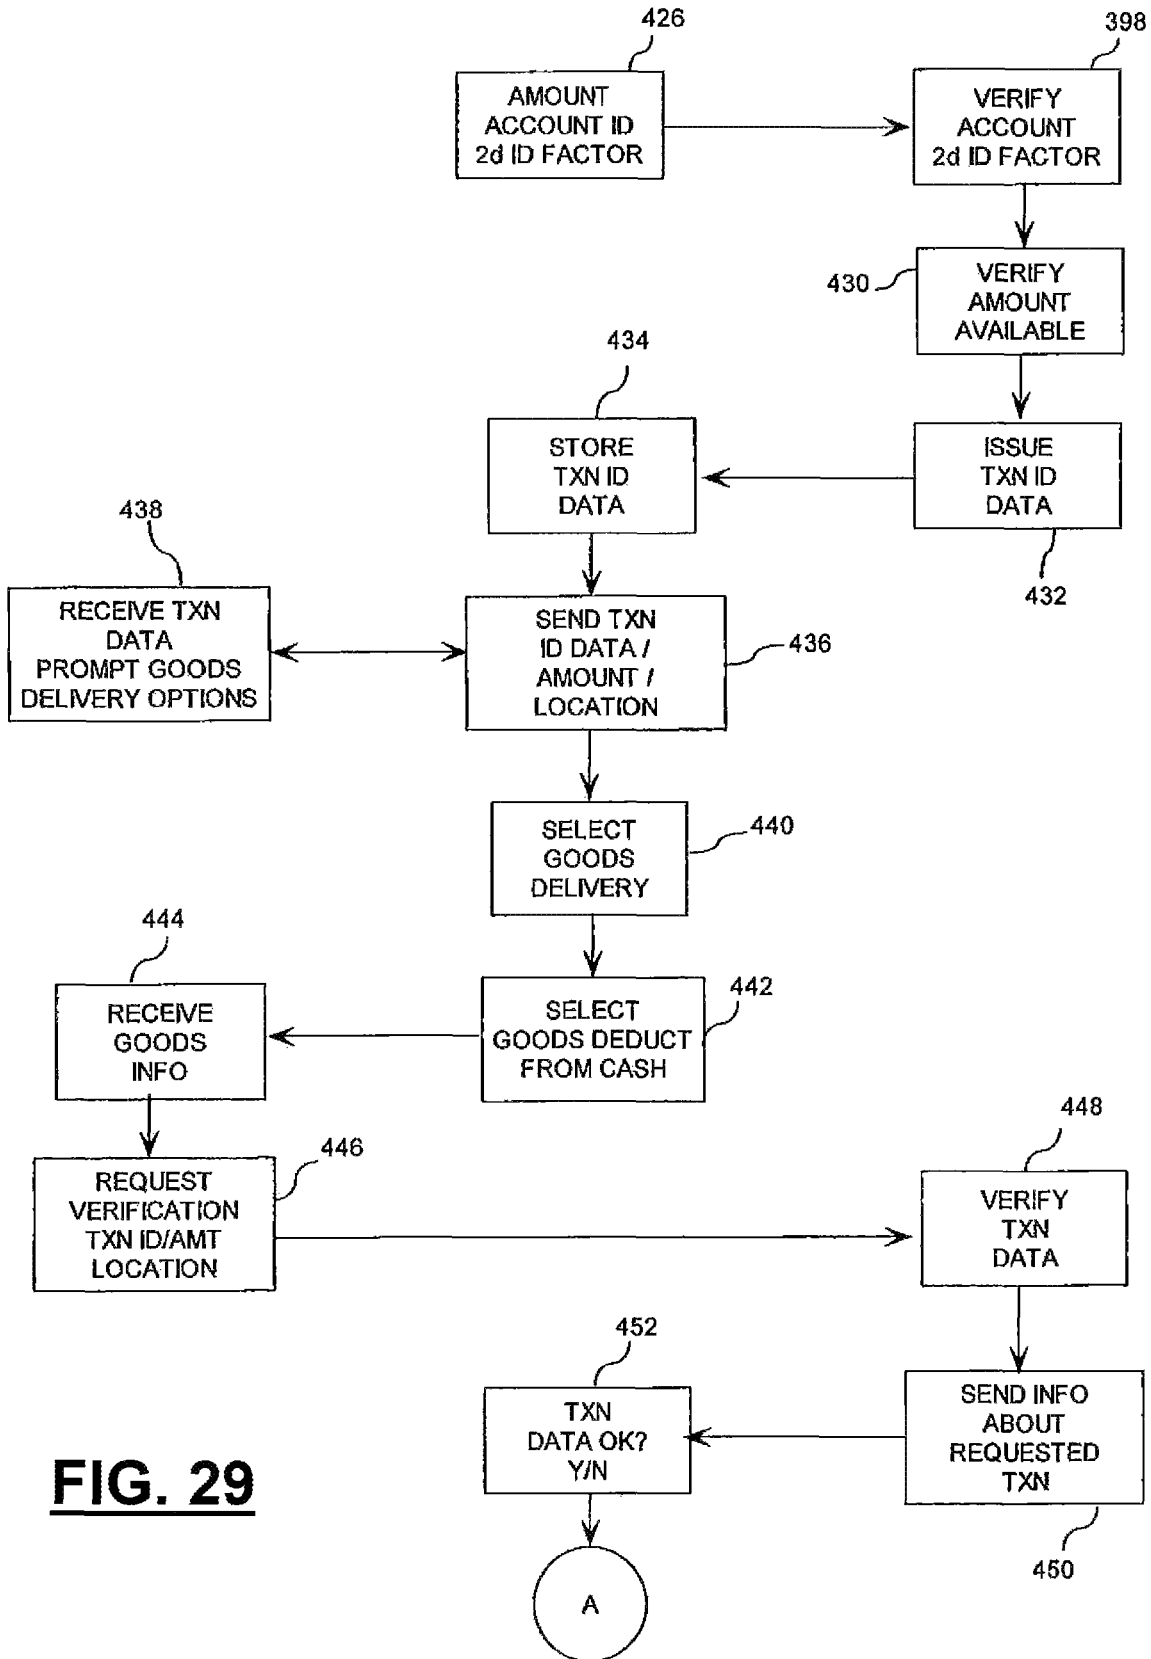 426
398
AMOUNT
ACCOUNT ID
2d ID FACTOR
VERIFY
ACCOUNT
2d ID FACTOR
430
VERIFY
AMOUNT
AVAILABLE
434
STORE
TXN ID
DATA
ISSUE
TXN ID
DATA
432
438
RECEIVE TXN
DATA
PROMPT GOODS
DELIVERY OPTIONS
SEND TXN
ID DATA /
AMOUNT /
LOCATION
436
SELECT
GOODS
DELIVERY
440
444
RECEIVE
GOODS
INFO
SELECT
GOODS DEDUCT
FROM CASH
442
446
REQUEST
VERIFICATION
TXN ID/AMT
LOCATION
448
VERIFY
TXN
DATA
452
TXN
DATA OK?
Y/N
SEND INFO
ABOUT
REQUESTED
TXN
450
FIG. 29
A